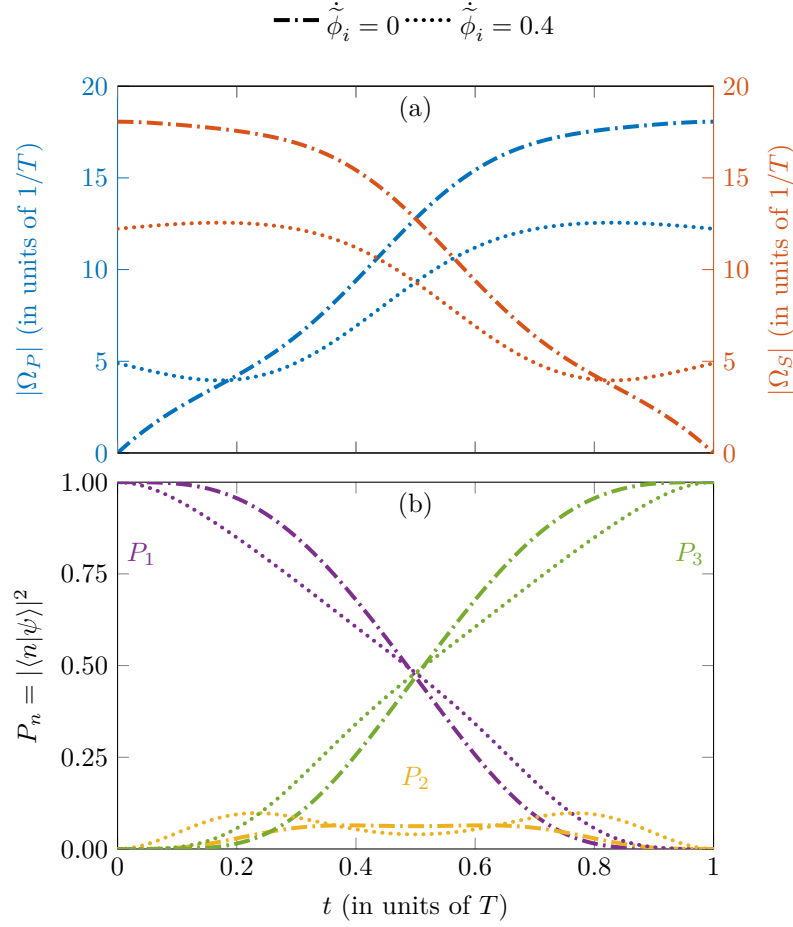 $\dot{\tilde{\phi}}_i = 0$ $\dot{\tilde{\phi}}_i = 0.4$
(a)
20 20
15 15
10 10
5 5
0 0
$|\Omega_P|$ (in units of $1/T$)
$|\Omega_S|$ (in units of $1/T$)
(b)
1.00
0.75
0.50
0.25
0.00
$P_n = |\langle n|\psi\rangle|^2$
$P_1$ $P_3$
$P_2$
0 0.2 0.4 0.6 0.8 1
$t$ (in units of $T$)